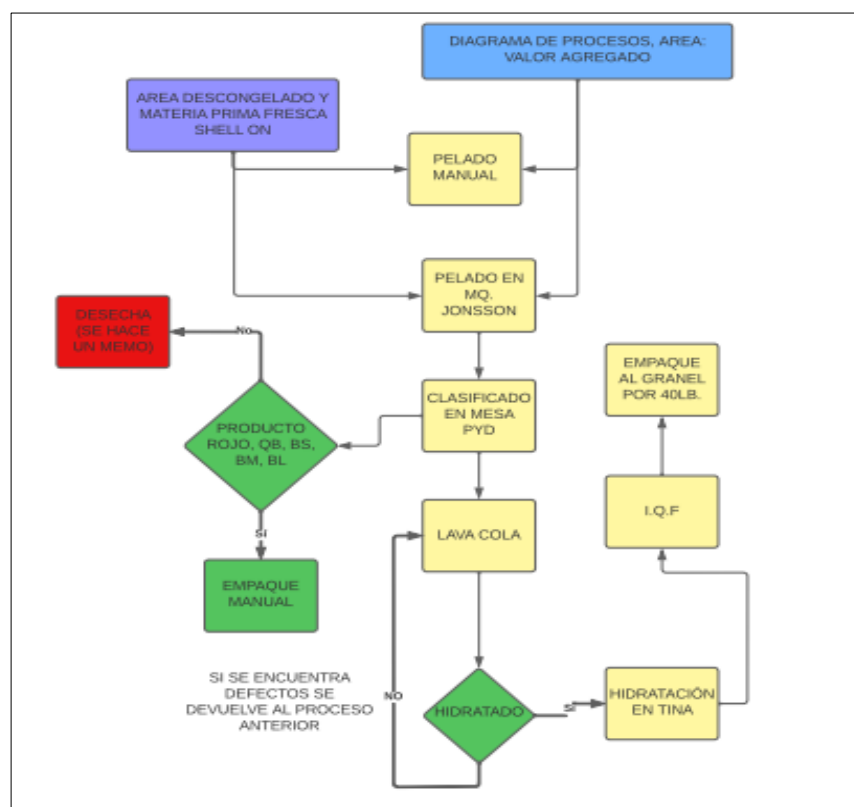 DIAGRAMA DE PROCESOS, AREA:
VALOR AGREGADO
AREA DESCONGELADO Y
MATERIA PRIMA FRESCA
SHELL ON
PELADO
MANUAL
PELADO EN
MQ.
JONSSON
DESECHA
(SE HACE
UN MEMO)
No
EMPAQUE
AL GRANEL
POR 40LB.
CLASIFICADO
EN MESA
PYD
PRODUCTO
ROJO, QB, BS,
BM, BL
I.Q.F
LAVA COLA
Sí
EMPAQUE
MANUAL
SI SE ENCUENTRA
DEFECTOS SE
DEVUELVE AL PROCESO
ANTERIOR
NO
HIDRATADO
SI
HIDRATACIÓN
EN TINA